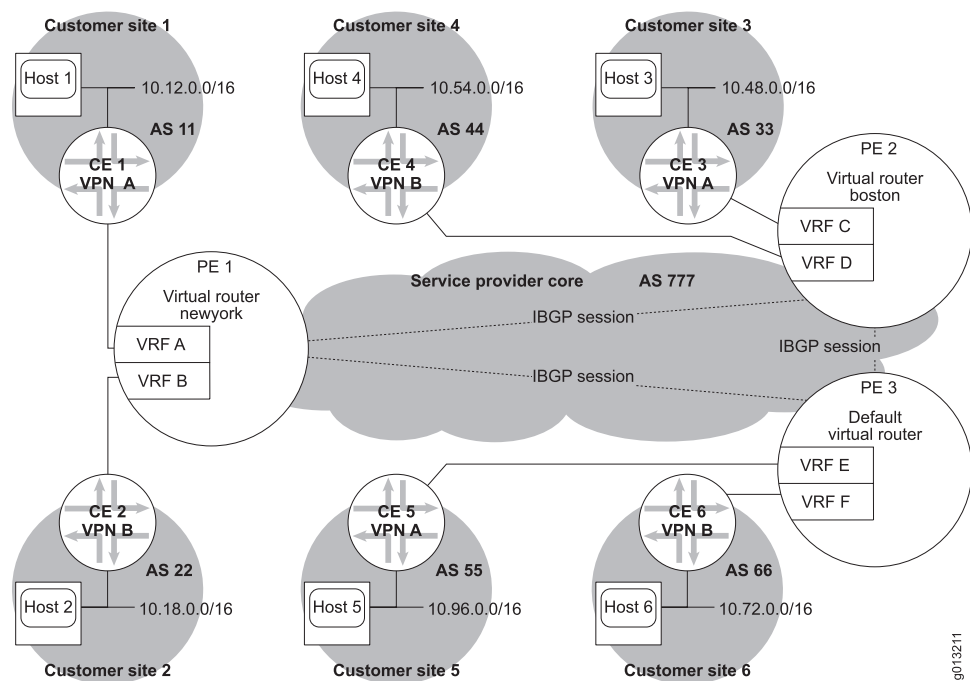 Customer site 1
Customer site 4
Customer site 3
Host 1
10.12.0.0/16
AS 11
CE 1
VPN A
Host 4
10.54.0.0/16
AS 44
CE 4
VPN B
Host 3
10.48.0.0/16
AS 33
CE 3
VPN A
PE 2
Virtual router
boston
VRF C
VRF D
PE 1
Virtual router
newyork
VRF A
VRF B
Service provider core
AS 777
IBGP session
IBGP session
IBGP session
PE 3
Default
virtual router
VRF E
VRF F
CE 2
VPN B
AS 22
Host 2
10.18.0.0/16
Customer site 2
CE 5
VPN A
AS 55
Host 5
10.96.0.0/16
Customer site 5
CE 6
VPN B
AS 66
Host 6
10.72.0.0/16
Customer site 6
g013211